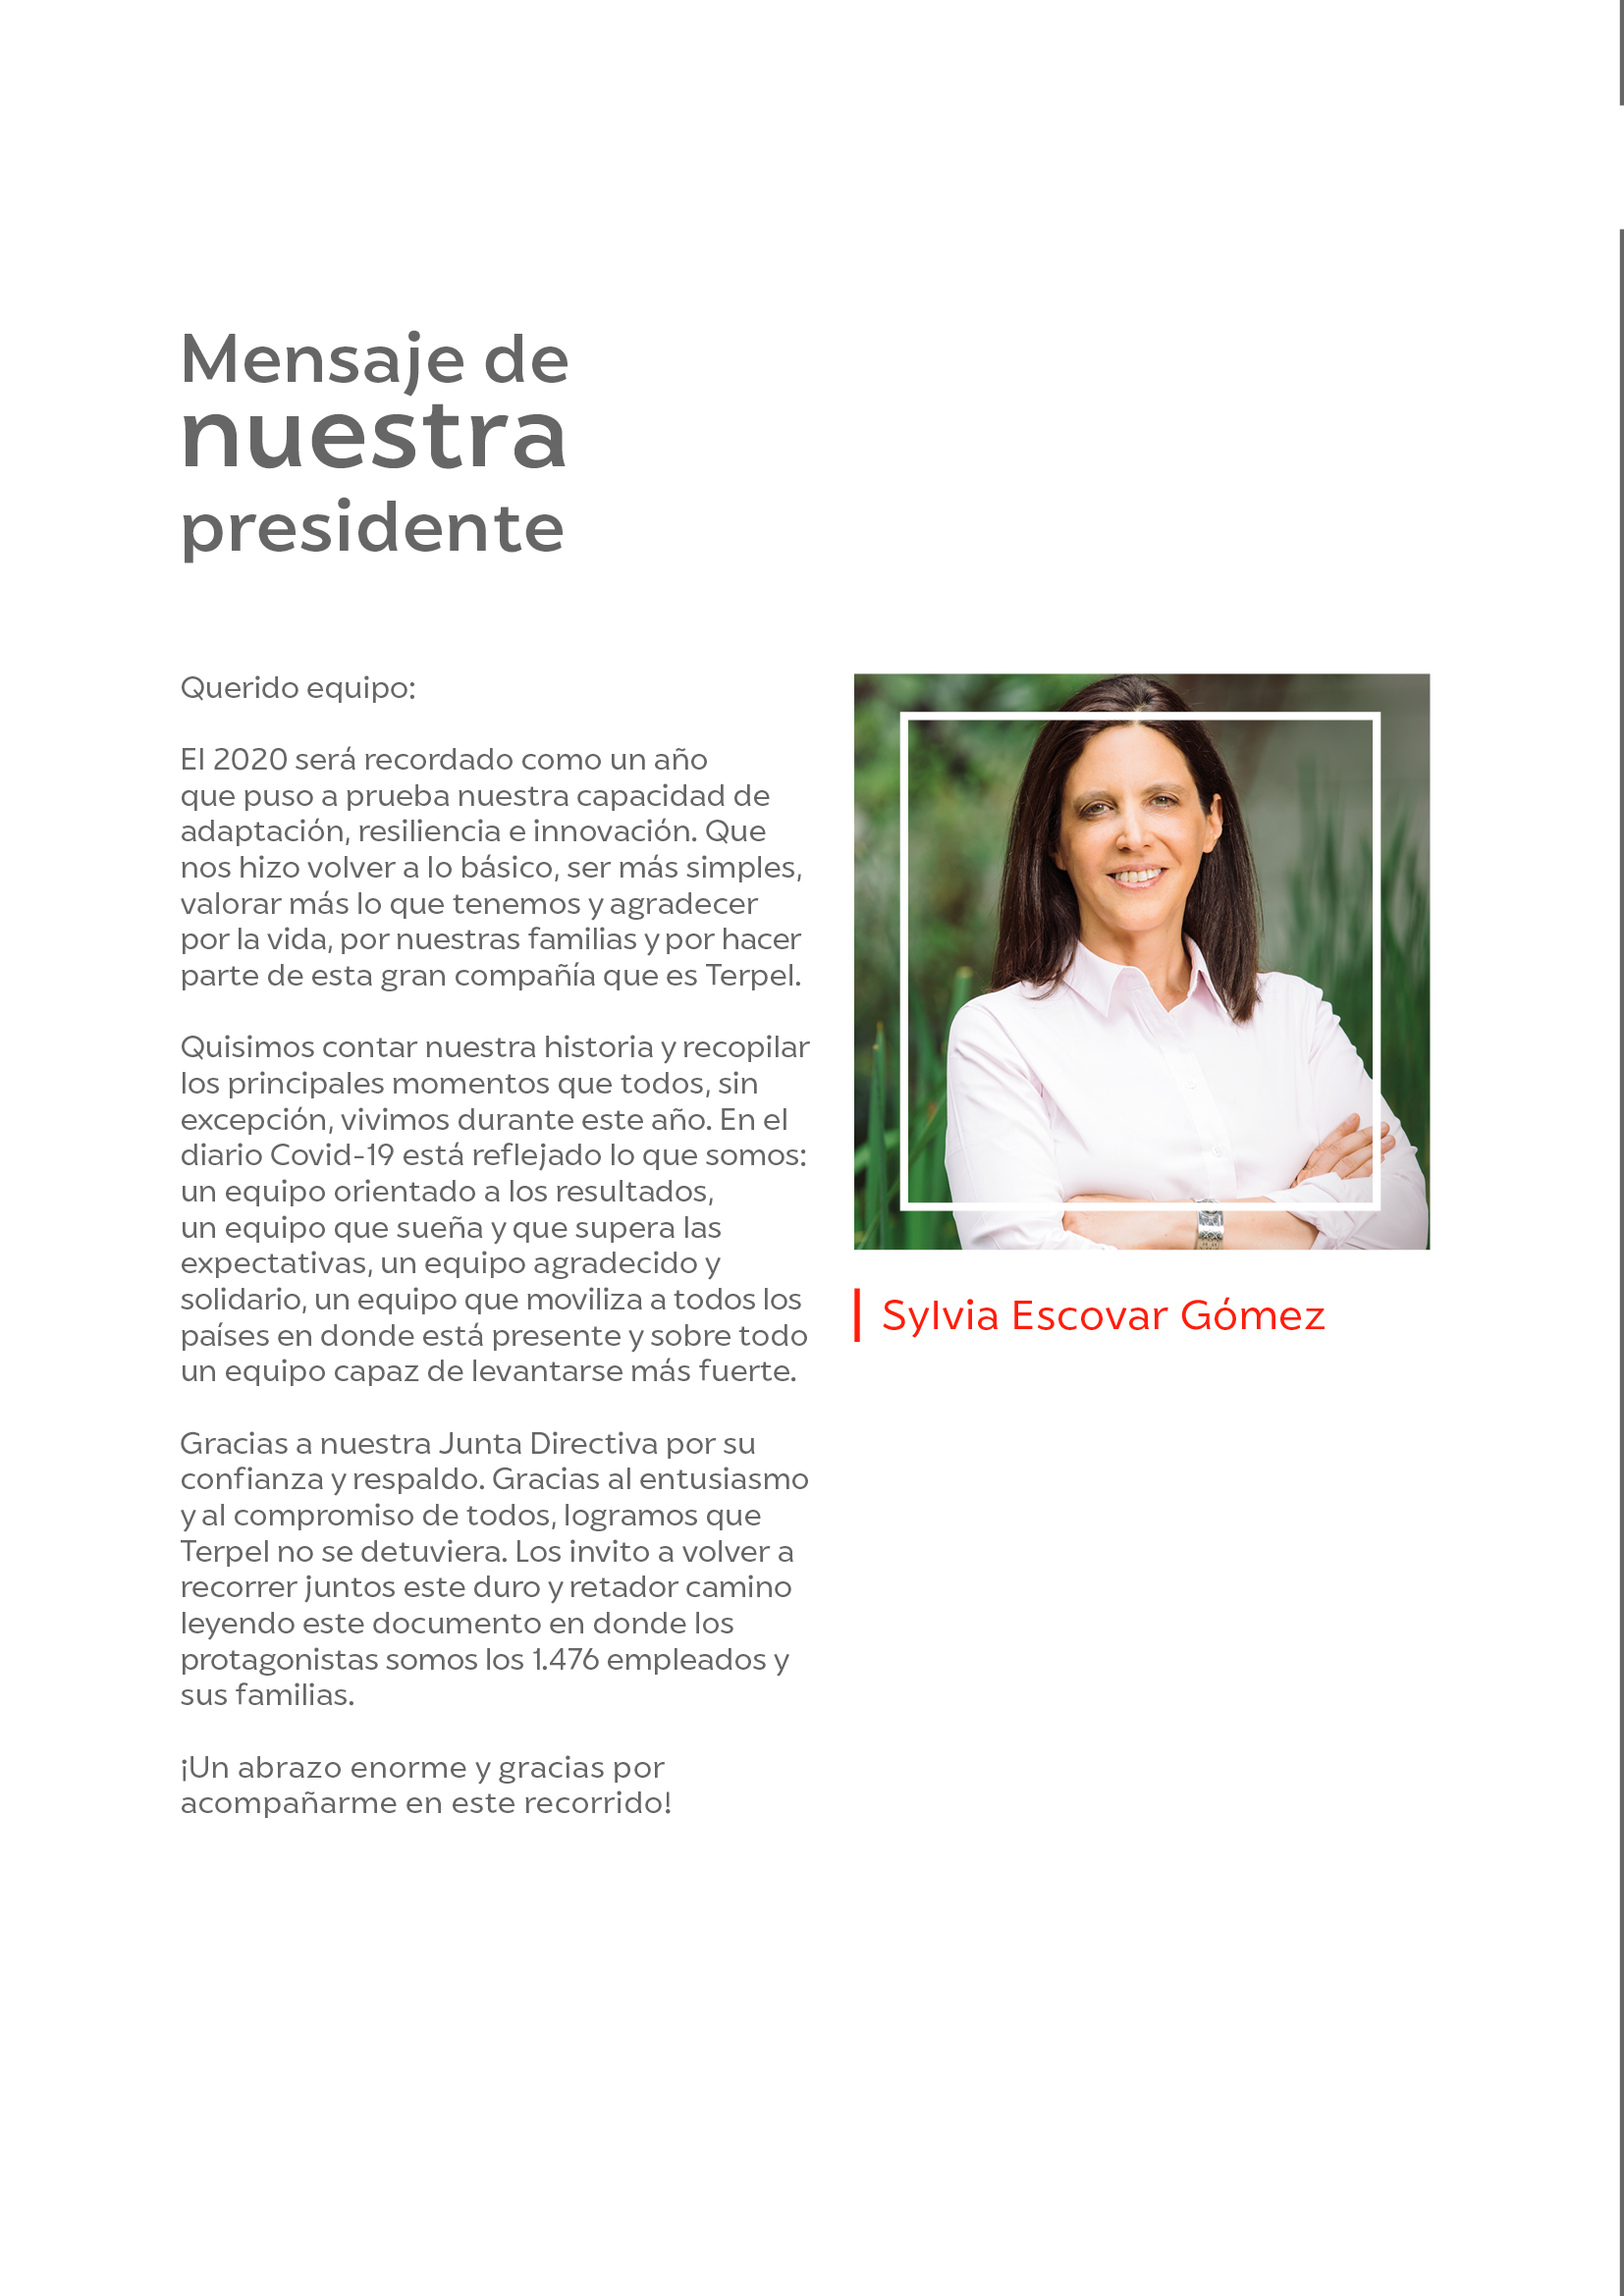 Mensaje de
nuestra
presidente
Querido equipo:
El 2020 será recordado como un año
que puso a prueba nuestra capacidad de
adaptación, resiliencia e innovación. Que
nos hizo volver a lo básico, ser más simples,
valorar más lo que tenemos y agradecer
por la vida, por nuestras familias y por hacer
parte de esta gran compañía que es Terpel.
Quisimos contar nuestra historia y recopilar
los principales momentos que todos, sin
excepción, vivimos durante este año. En el
diario Covid-19 está reflejado lo que somos:
un equipo orientado a los resultados,
un equipo que sueña y que supera las
expectativas, un equipo agradecido y
solidario, un equipo que moviliza a todos los
países en donde está presente y sobre todo
un equipo capaz de levantarse más fuerte.
Gracias a nuestra Junta Directiva por su
confianza y respaldo. Gracias al entusiasmo
y al compromiso de todos, logramos que
Terpel no se detuviera. Los invito a volver a
recorrer juntos este duro y retador camino
leyendo este documento en donde los
protagonistas somos los 1.476 empleados y
sus familias.
¡Un abrazo enorme y gracias por
acompañarme en este recorrido!
Sylvia Escovar Gómez